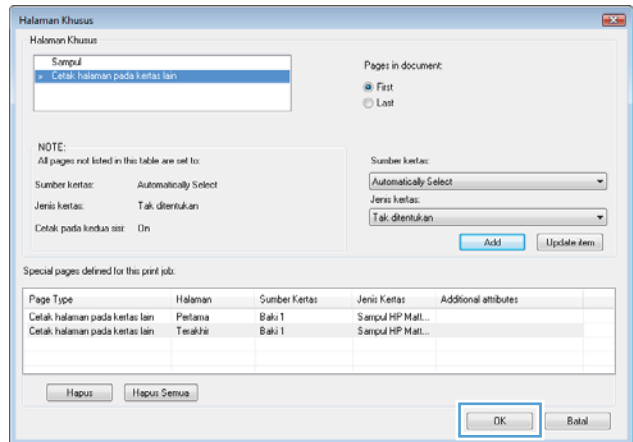 Halaman Khusus
Halaman Khusus
Sampul
» Cetak halaman pada kertas lain
Pages in document:
First
Last
NOTE:
All pages not listed in this table are set to:
Sumber kertas: Automatically Select
Jenis kertas: Tak ditentukan
Cetak pada kedua sisi: On
Sumber kertas:
Automatically Select
Jenis kertas:
Tak ditentukan
Add Update item
Special pages defined for this print job:
Page Type Halaman Sumber Kertas Jenis Kertas Additional attributes
Cetak halaman pada kertas lain Pertama Baki 1 Sampul HP Matt...
Cetak halaman pada kertas lain Terakhir Baki 1 Sampul HP Matt...
Hapus Hapus Semua
OK Batal